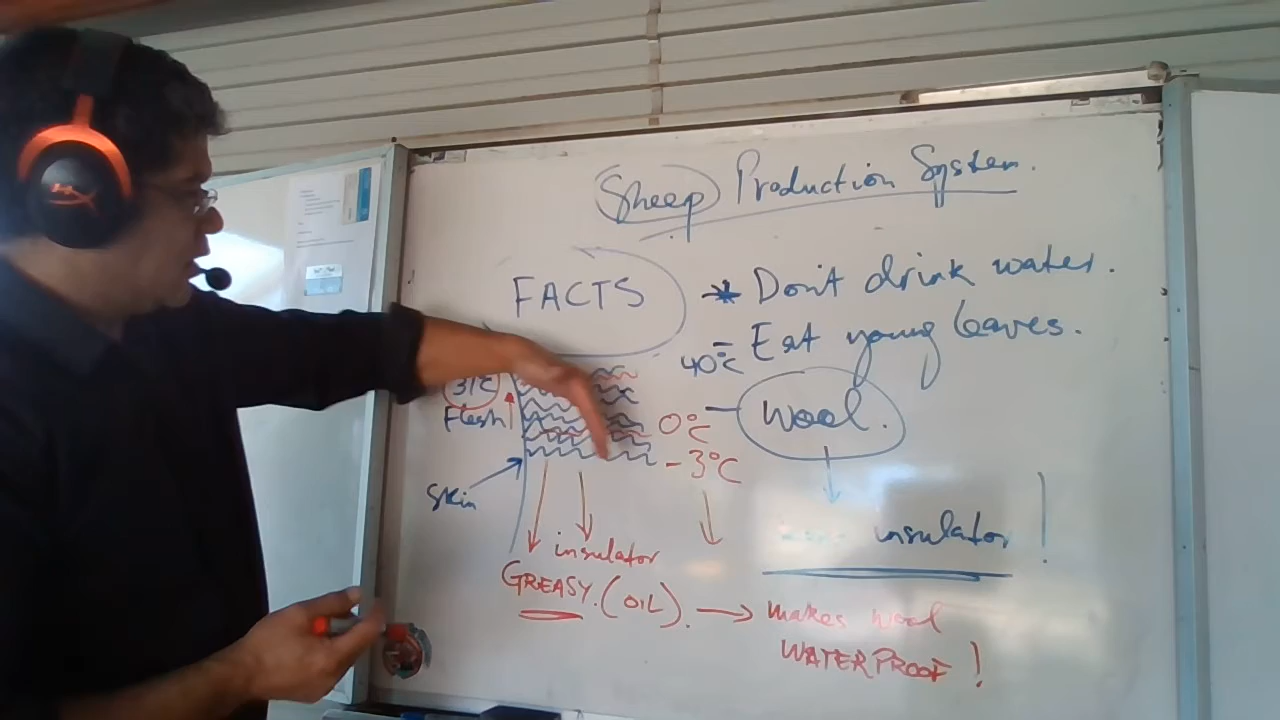 Sheep Production System.
FACTS
* Don't drink water.
- Eat young leaves.
40°C
Flesh
0°C
- Wool.
-3°C
Skin
insulator
insulator !
GREASY. (OIL). → makes wool
WATERPROOF !